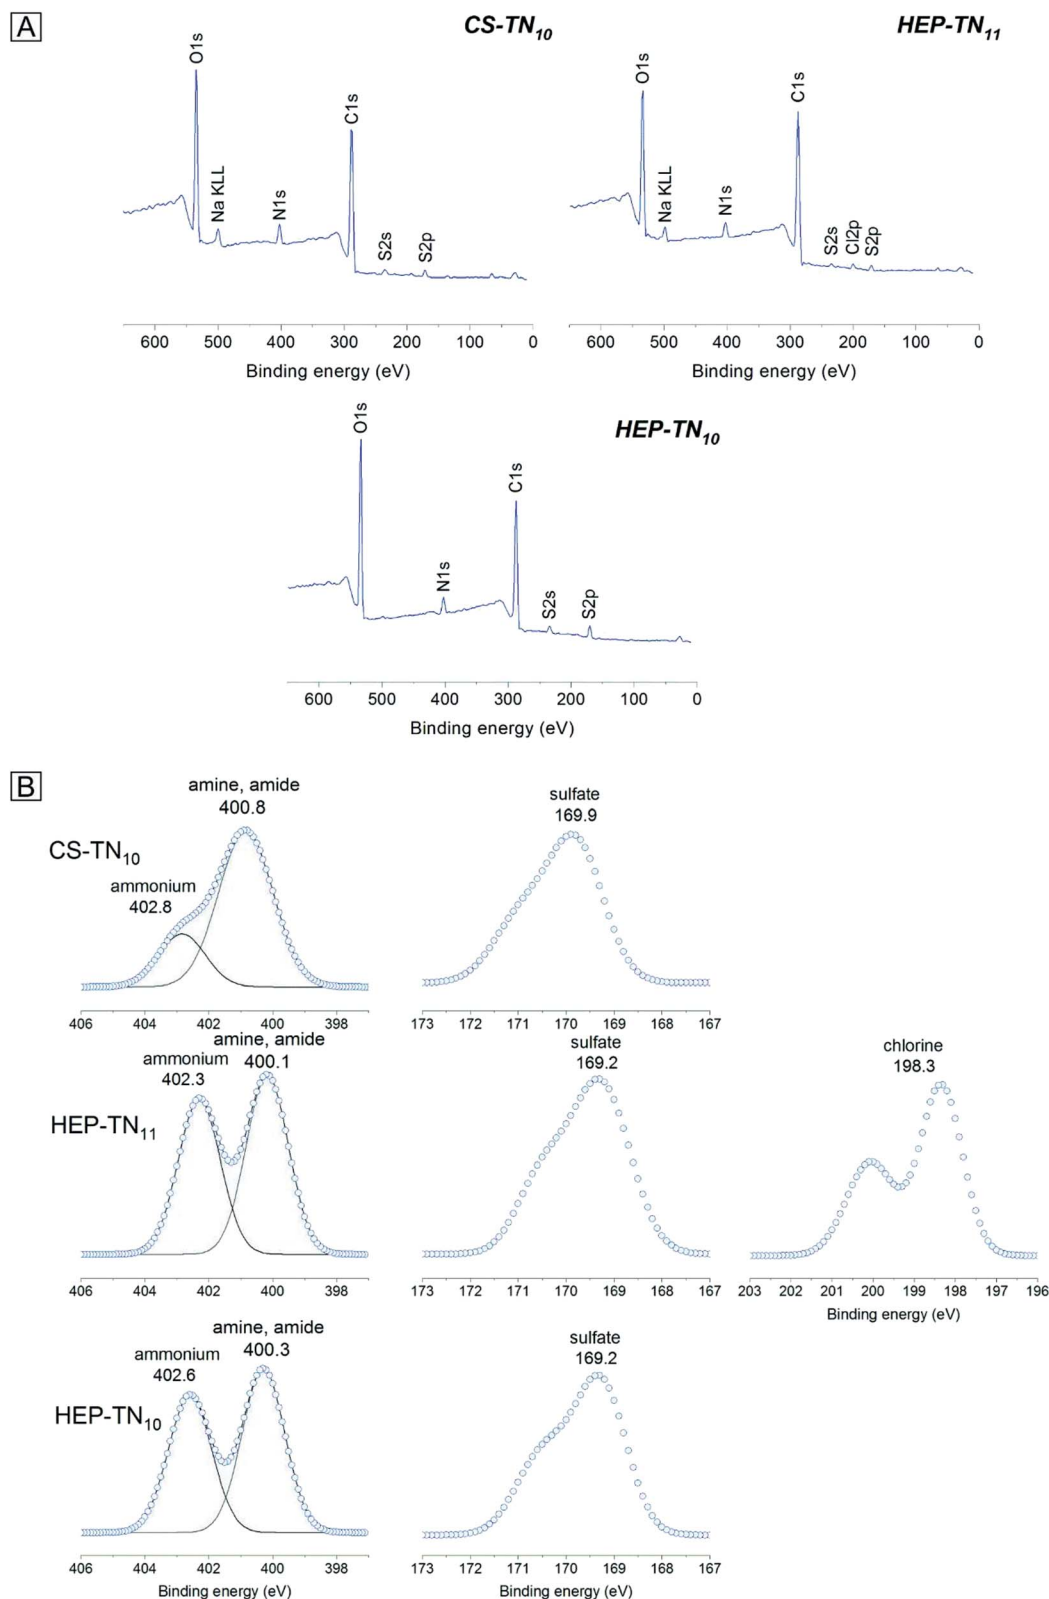 A
CS-TN10
O1s
Na KLL
N1s
C1s
S2s
S2p
600 500 400 300 200 100 0
Binding energy (eV)
HEP-TN11
O1s
Na KLL
N1s
C1s
S2s
Cl2p
S2p
600 500 400 300 200 100 0
Binding energy (eV)
HEP-TN10
O1s
N1s
C1s
S2s
S2p
600 500 400 300 200 100 0
Binding energy (eV)
B
CS-TN10
amine, amide
400.8
ammonium
402.8
406 404 402 400 398
sulfate
169.9
173 172 171 170 169 168 167
HEP-TN11
amine, amide
400.1
ammonium
402.3
406 404 402 400 398
sulfate
169.2
173 172 171 170 169 168 167
chlorine
198.3
203 202 201 200 199 198 197 196
Binding energy (eV)
HEP-TN10
amine, amide
400.3
ammonium
402.6
406 404 402 400 398
Binding energy (eV)
sulfate
169.2
173 172 171 170 169 168 167
Binding energy (eV)